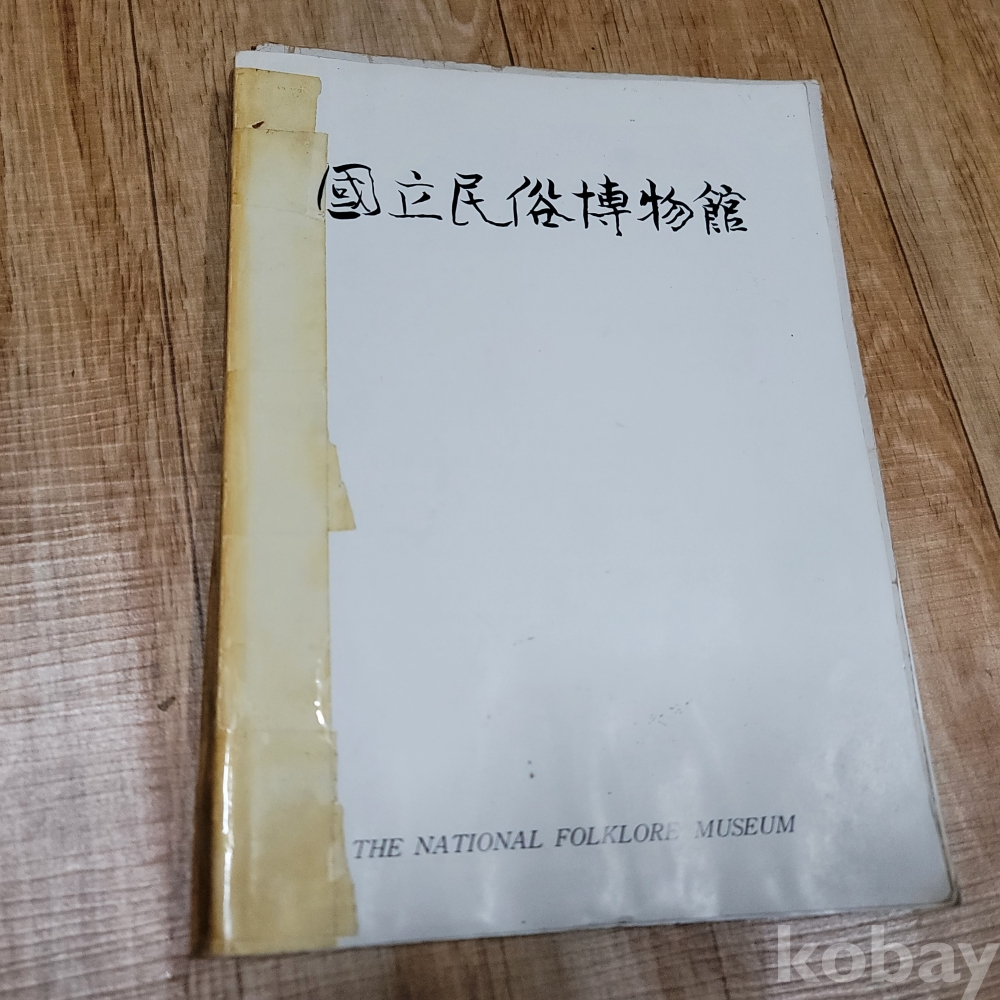 國立民俗博物館
THE NATIONAL FOLKLORE MUSEUM
kobay